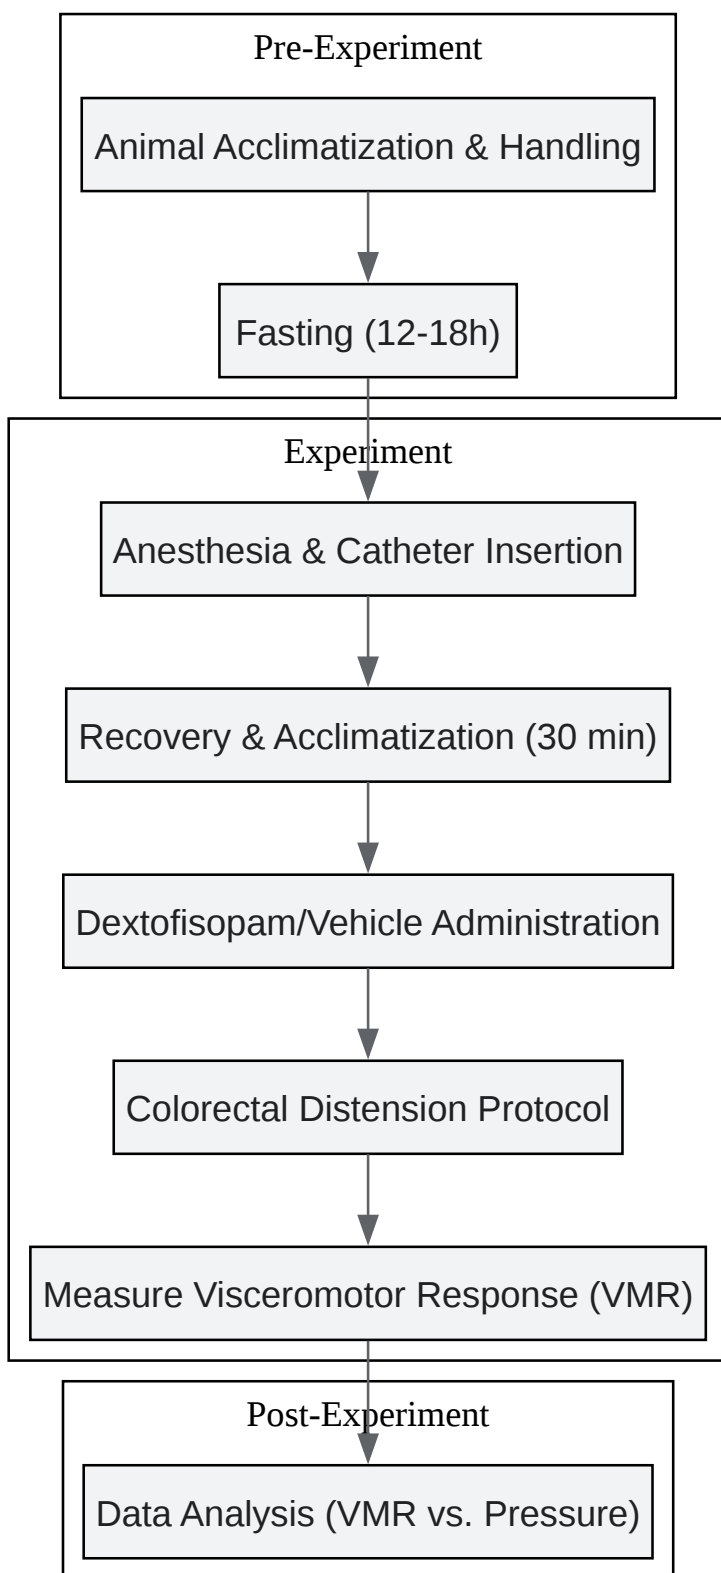 Pre-Experiment
Animal Acclimatization & Handling
Fasting (12-18h)
Experiment
Anesthesia & Catheter Insertion
Recovery & Acclimatization (30 min)
Dextofisopam/Vehicle Administration
Colorectal Distension Protocol
Measure Visceromotor Response (VMR)
Post-Experiment
Data Analysis (VMR vs. Pressure)